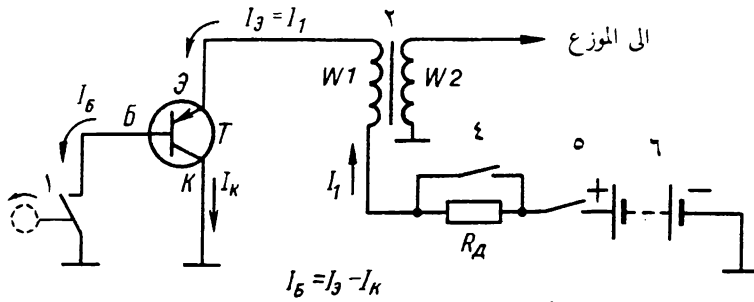 Iэ = I1
٢
الى الموزع
Э
W1
W2
Iб
Б
Т
٤
٥
٦
١
К
Iк
I1
+
−
Rд
Iб = Iэ − Iк